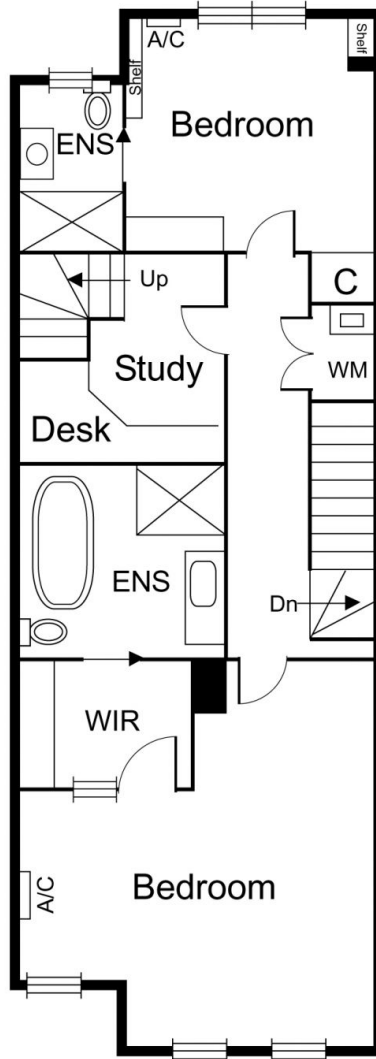 A/C
Shelf
Shelf
Bedroom
ENS
Up
C
Study
WM
Desk
ENS
Dn
WIR
Bedroom
A/C